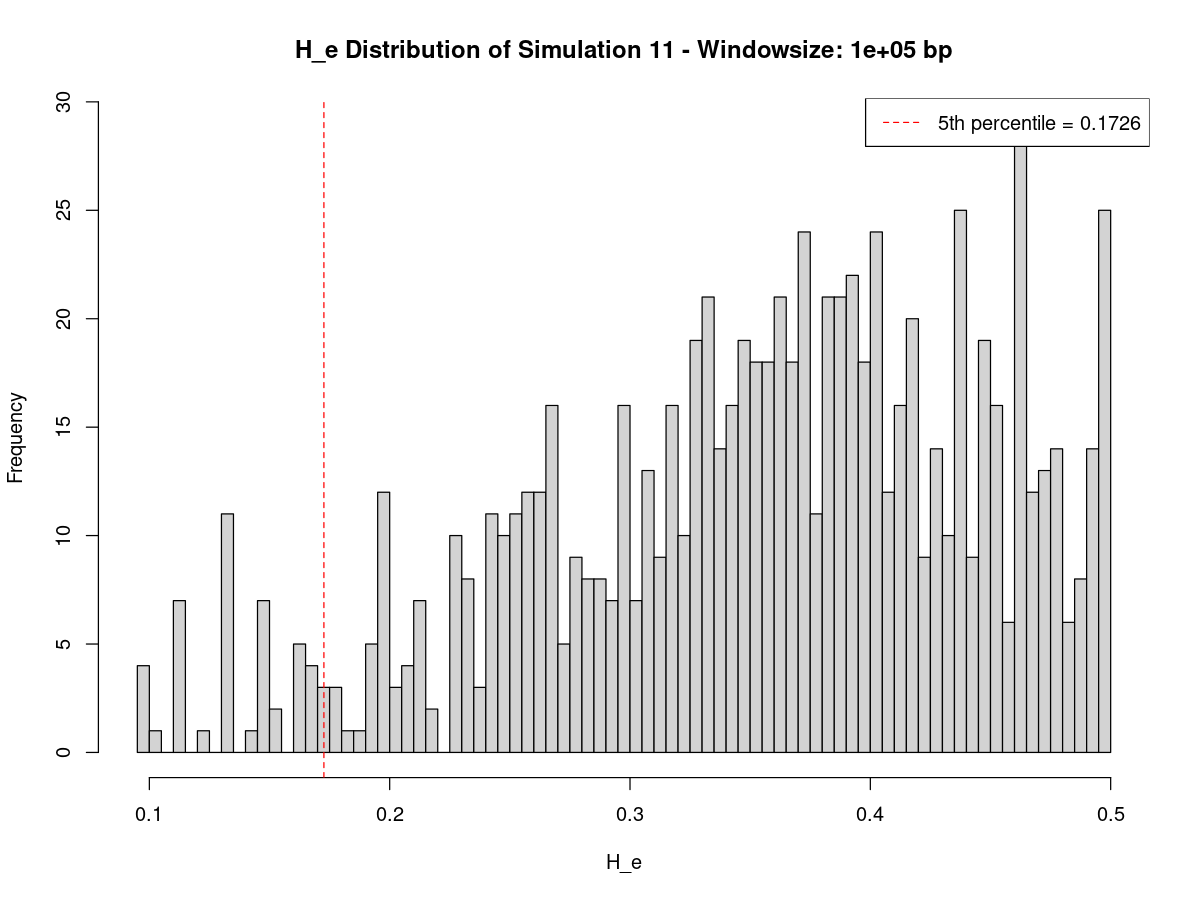 H_e Distribution of Simulation 11 - Windowsize: 1e+05 bp
5th percentile = 0.1726
Frequency
30
25
20
15
10
5
0
0.1 0.2 0.3 0.4 0.5
H_e